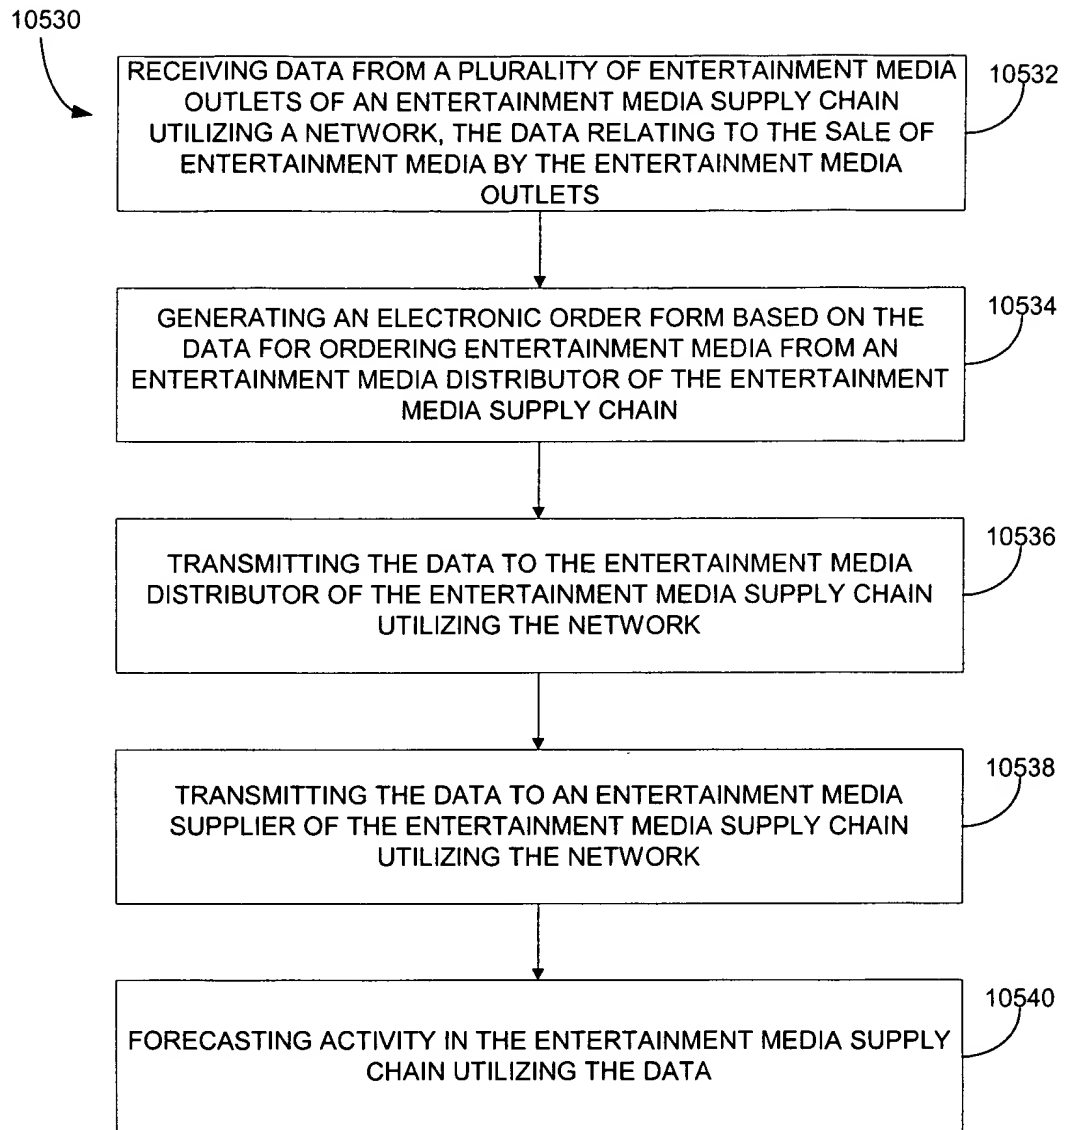 10530
RECEIVING DATA FROM A PLURALITY OF ENTERTAINMENT MEDIA
OUTLETS OF AN ENTERTAINMENT MEDIA SUPPLY CHAIN
UTILIZING A NETWORK, THE DATA RELATING TO THE SALE OF
ENTERTAINMENT MEDIA BY THE ENTERTAINMENT MEDIA
OUTLETS
10532
GENERATING AN ELECTRONIC ORDER FORM BASED ON THE
DATA FOR ORDERING ENTERTAINMENT MEDIA FROM AN
ENTERTAINMENT MEDIA DISTRIBUTOR OF THE ENTERTAINMENT
MEDIA SUPPLY CHAIN
10534
TRANSMITTING THE DATA TO THE ENTERTAINMENT MEDIA
DISTRIBUTOR OF THE ENTERTAINMENT MEDIA SUPPLY CHAIN
UTILIZING THE NETWORK
10536
TRANSMITTING THE DATA TO AN ENTERTAINMENT MEDIA
SUPPLIER OF THE ENTERTAINMENT MEDIA SUPPLY CHAIN
UTILIZING THE NETWORK
10538
FORECASTING ACTIVITY IN THE ENTERTAINMENT MEDIA SUPPLY
CHAIN UTILIZING THE DATA
10540